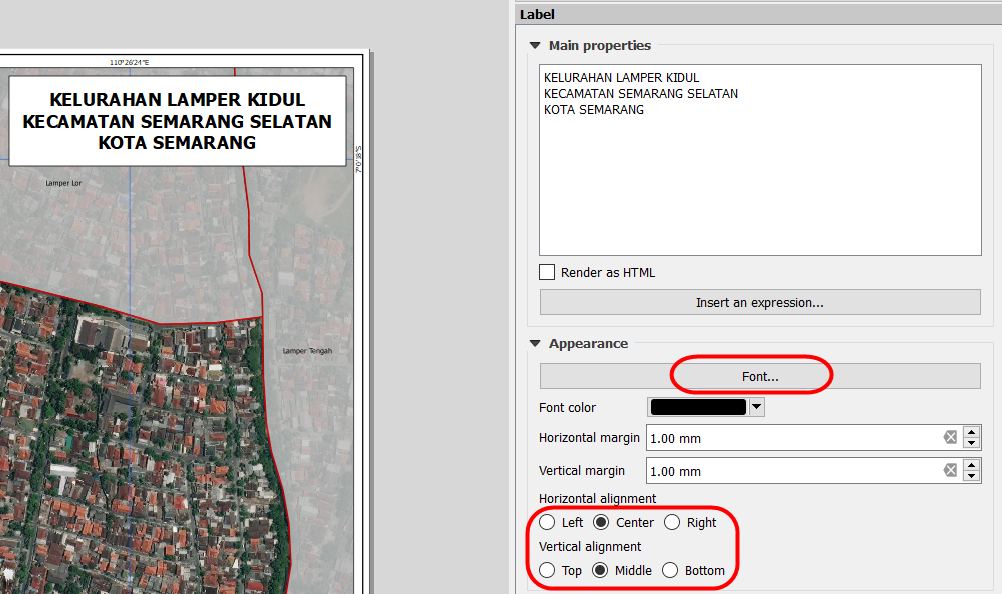 110°26'24"E
KELURAHAN LAMPER KIDUL
KECAMATAN SEMARANG SELATAN
KOTA SEMARANG
7°0'18"S
Lamper Lor
Lamper Tengah
Label
Main properties
KELURAHAN LAMPER KIDUL
KECAMATAN SEMARANG SELATAN
KOTA SEMARANG
Render as HTML
Insert an expression...
Appearance
Font...
Font color
Horizontal margin 1.00 mm
Vertical margin 1.00 mm
Horizontal alignment
Left Center Right
Vertical alignment
Top Middle Bottom